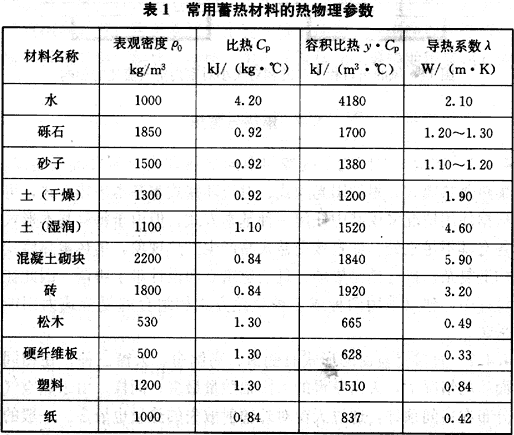 表1 常用蓄热材料的热物理参数
材料名称 表观密度 ρ₀ kg/m³ 比热 Cₚ kJ/（kg·℃） 容积比热 γ·Cₚ kJ/（m³·℃） 导热系数 λ W/（m·K）
水 1000 4.20 4180 2.10
砾石 1850 0.92 1700 1.20～1.30
砂子 1500 0.92 1380 1.10～1.20
土（干燥） 1300 0.92 1200 1.90
土（湿润） 1100 1.10 1520 4.60
混凝土砌块 2200 0.84 1840 5.90
砖 1800 0.84 1920 3.20
松木 530 1.30 665 0.49
硬纤维板 500 1.30 628 0.33
塑料 1200 1.30 1510 0.84
纸 1000 0.84 837 0.42